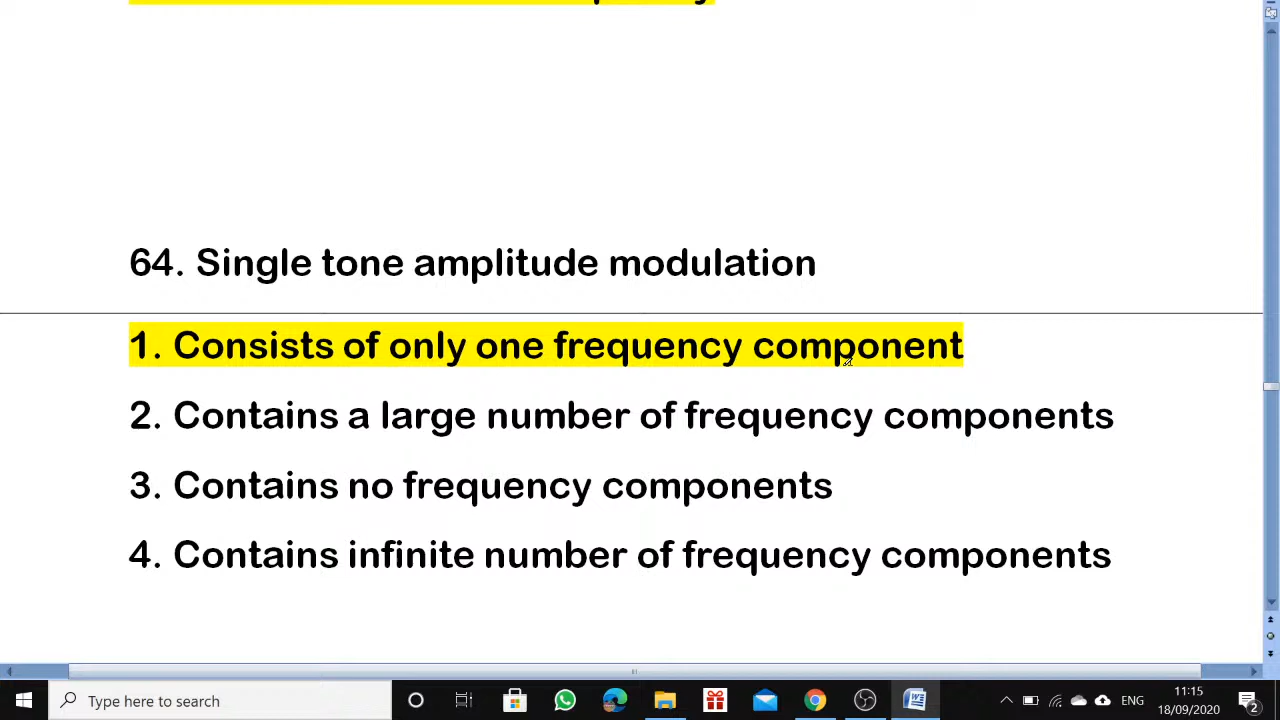 64. Single tone amplitude modulation
1. Consists of only one frequency component
2. Contains a large number of frequency components
3. Contains no frequency components
4. Contains infinite number of frequency components
Type here to search
ENG
11:15
18/09/2020
2